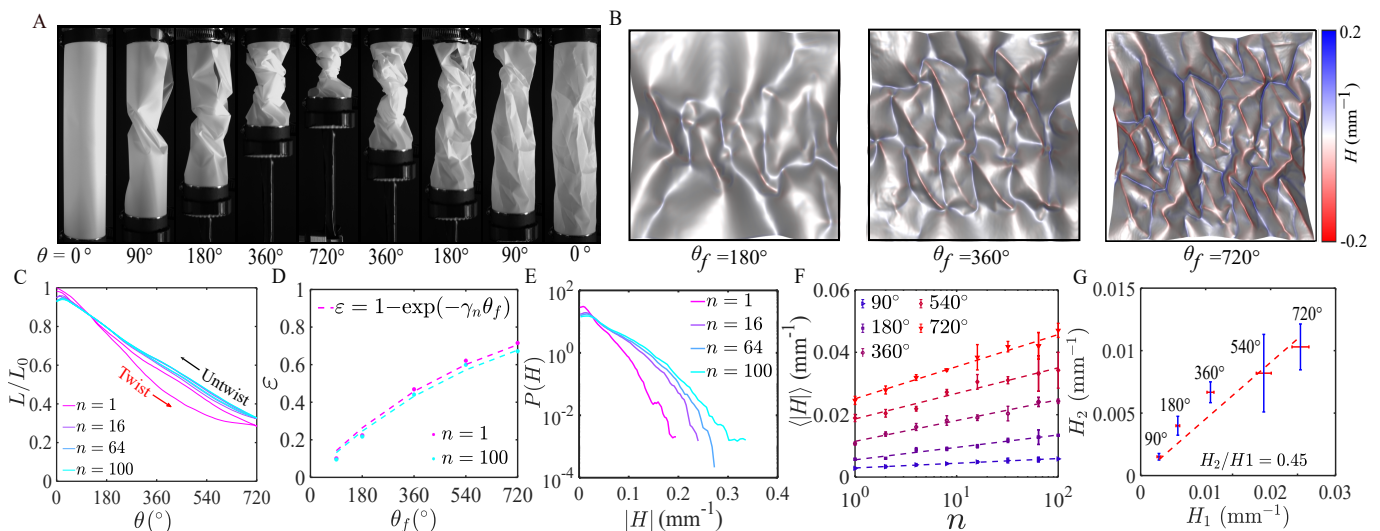 A
θ = 0° 90° 180° 360° 720° 360° 180° 90° 0°
B
θf =180° θf =360° θf =720°
0.2
H (mm⁻¹)
-0.2
C
L/L0
1
0.8
0.6
0.4
0.2
0
Twist
Untwist
n = 1
n = 16
n = 64
n = 100
0 180 360 540 720
θ(°)
D
ε
1
0.8
0.6
0.4
0.2
0
ε = 1−exp(−γnθf)
n = 1
n = 100
0 180 360 540 720
θf(°)
E
P(H)
10²
10⁰
10⁻²
10⁻⁴
n = 1
n = 16
n = 64
n = 100
0 0.1 0.2 0.3 0.4
|H| (mm⁻¹)
F
⟨|H|⟩ (mm⁻¹)
0.06
0.04
0.02
0.00
90° 540°
180° 720°
360°
10⁰ 10¹ 10²
n
G
H2 (mm⁻¹)
0.015
0.01
0.005
0
90°
180°
360°
540°
720°
H2/H1 = 0.45
0 0.01 0.02 0.03
H1 (mm⁻¹)